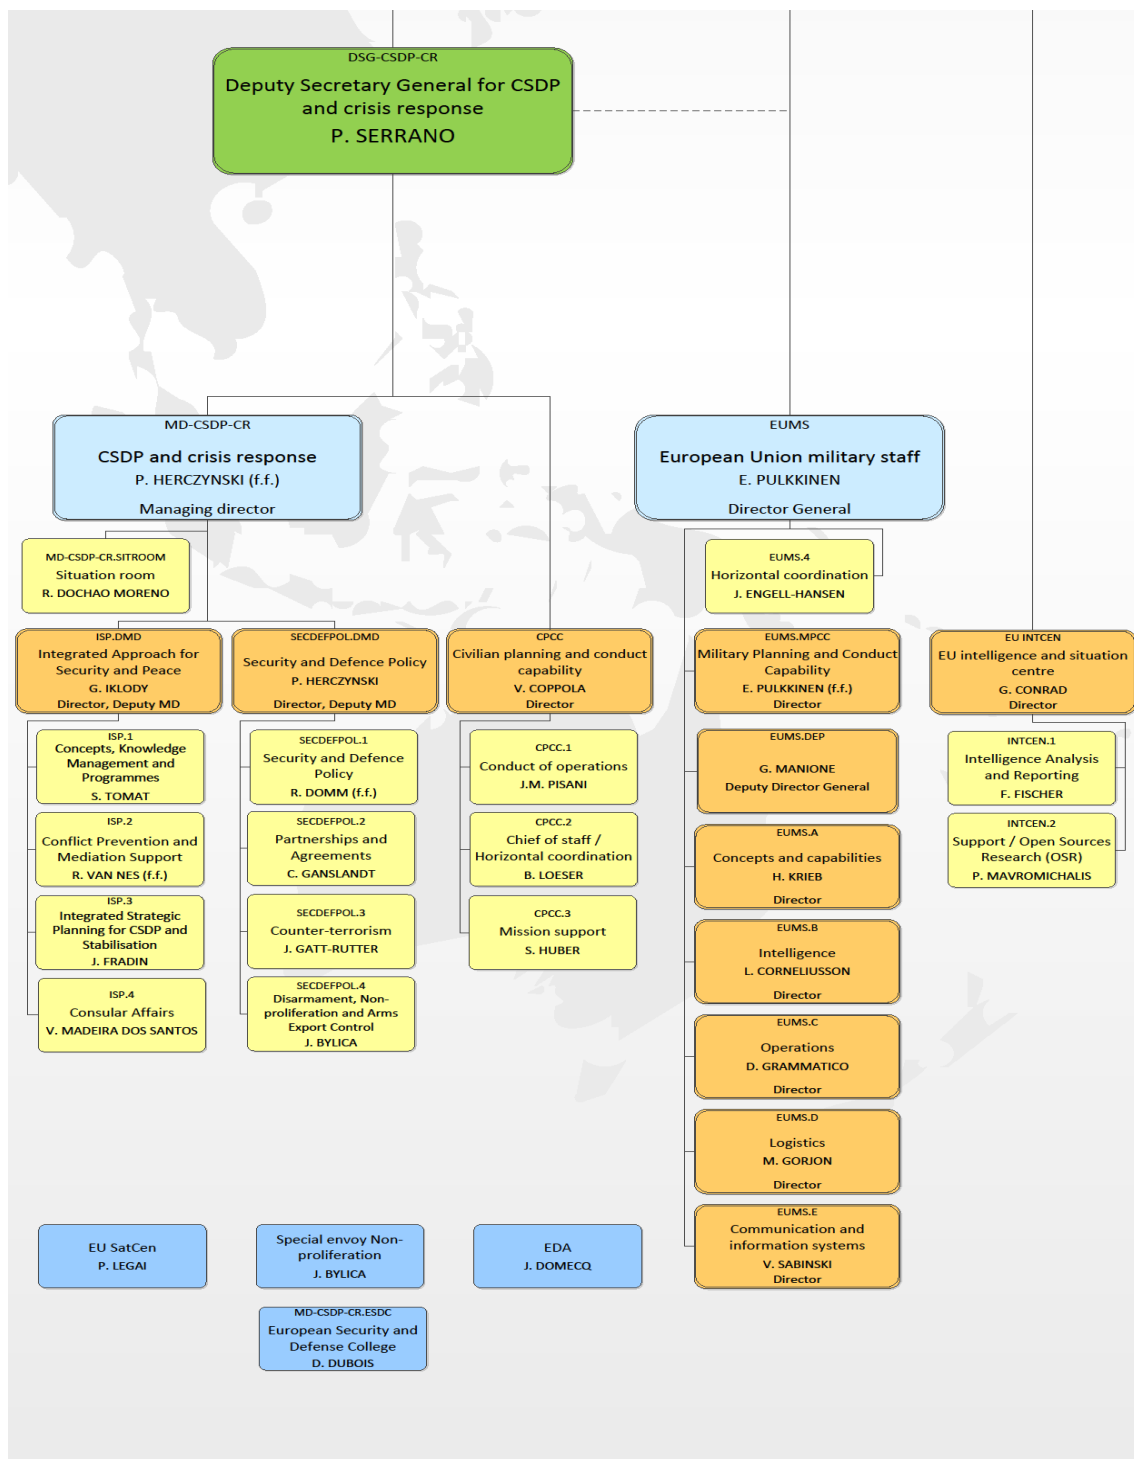 DSG-CSDP-CR
Deputy Secretary General for CSDP
and crisis response
P. SERRANO
MD-CSDP-CR
CSDP and crisis response
P. HERCZYNSKI (f.f.)
Managing director
EUMS
European Union military staff
E. PULKKINEN
Director General
MD-CSDP-CR.SITROOM
Situation room
R. DOCHAO MORENO
EUMS.4
Horizontal coordination
J. ENGELL-HANSEN
ISP.DMD
Integrated Approach for
Security and Peace
G. IKLODY
Director, Deputy MD
SECDEFPOL.DMD
Security and Defence Policy
P. HERCZYNSKI
Director, Deputy MD
CPCC
Civilian planning and conduct
capability
V. COPPOLA
Director
EUMS.MPCC
Military Planning and Conduct
Capability
E. PULKKINEN (f.f.)
Director
EU INTCEN
EU intelligence and situation
centre
G. CONRAD
Director
ISP.1
Concepts, Knowledge
Management and
Programmes
S. TOMAT
SECDEFPOL.1
Security and Defence
Policy
R. DOMM (f.f.)
CPCC.1
Conduct of operations
J.M. PISANI
EUMS.DEP
G. MANIONE
Deputy Director General
INTCEN.1
Intelligence Analysis
and Reporting
F. FISCHER
ISP.2
Conflict Prevention and
Mediation Support
R. VAN NES (f.f.)
SECDEFPOL.2
Partnerships and
Agreements
C. GANSLANDT
CPCC.2
Chief of staff /
Horizontal coordination
B. LOESER
EUMS.A
Concepts and capabilities
H. KRIEB
Director
INTCEN.2
Support / Open Sources
Research (OSR)
P. MAVROMICHALIS
ISP.3
Integrated Strategic
Planning for CSDP and
Stabilisation
J. FRADIN
SECDEFPOL.3
Counter-terrorism
J. GATT-RUTTER
CPCC.3
Mission support
S. HUBER
EUMS.B
Intelligence
L. CORNELIUSSON
Director
ISP.4
Consular Affairs
V. MADEIRA DOS SANTOS
SECDEFPOL.4
Disarmament, Non-
proliferation and Arms
Export Control
J. BYLICA
EUMS.C
Operations
D. GRAMMATICO
Director
EUMS.D
Logistics
M. GORJON
Director
EU SatCen
P. LEGAI
Special envoy Non-
proliferation
J. BYLICA
EDA
J. DOMECQ
EUMS.E
Communication and
information systems
V. SABINSKI
Director
MD-CSDP-CR.ESDC
European Security and
Defense College
D. DUBOIS